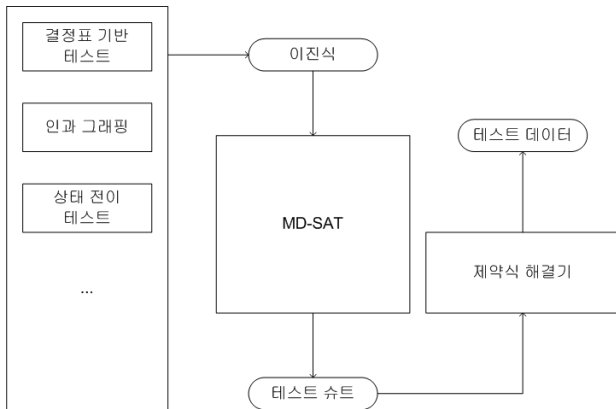 결정표 기반
테스트
이진식
인과 그래핑
테스트 데이터
상태 전이
테스트
MD-SAT
제약식 해결기
...
테스트 슈트